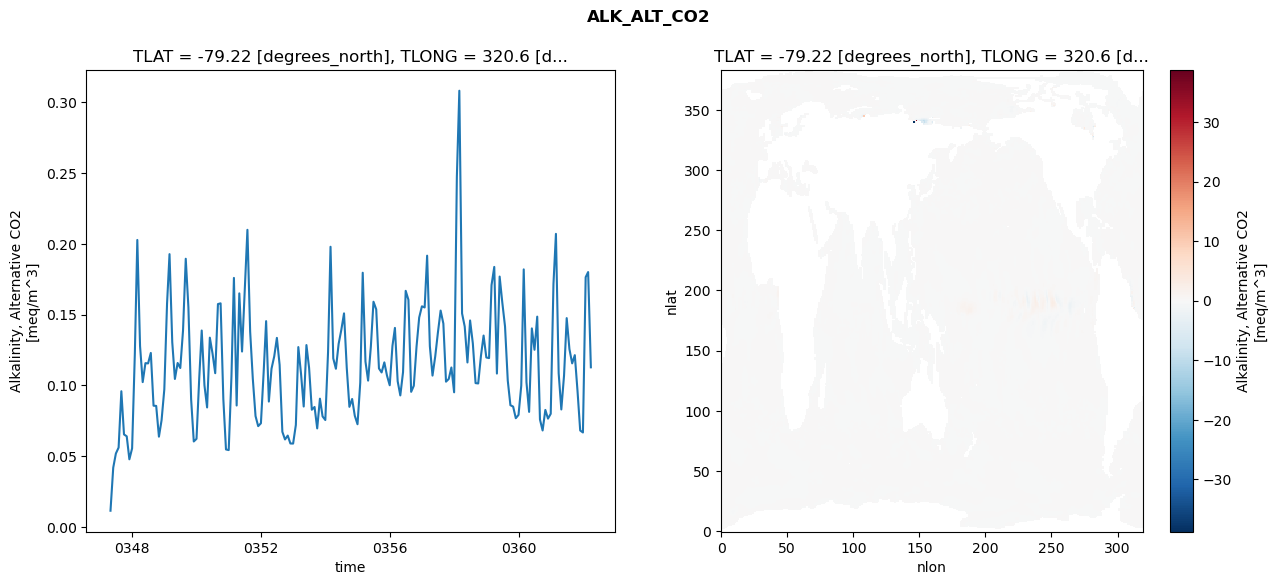 ALK_ALT_CO2
TLAT = -79.22 [degrees_north], TLONG = 320.6 [d...
0.30
0.25
0.20
0.15
0.10
0.05
0.00
Alkalinity, Alternative CO2
[meq/m^3]
0348 0352 0356 0360
time
TLAT = -79.22 [degrees_north], TLONG = 320.6 [d...
350
300
250
200
150
100
50
0
nlat
0 50 100 150 200 250 300
nlon
30
20
10
0
−10
−20
−30
Alkalinity, Alternative CO2
[meq/m^3]